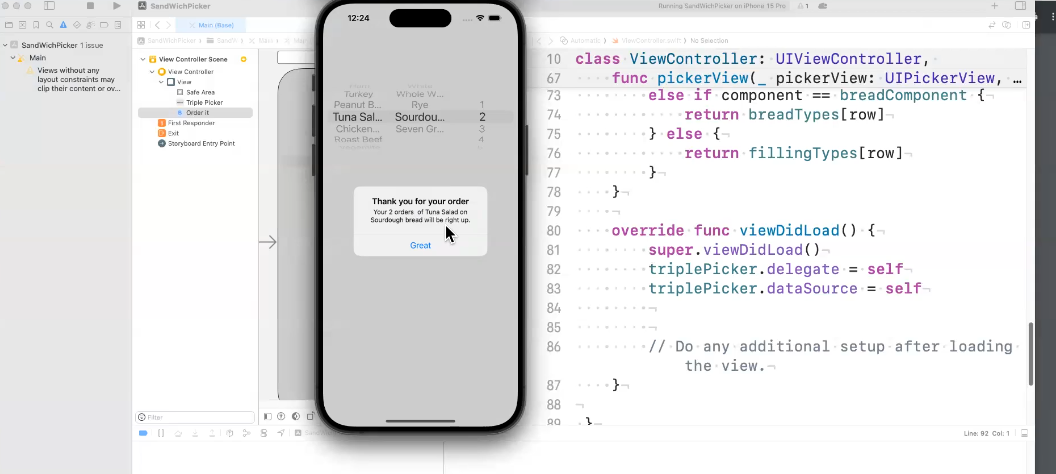 SandWichPicker
Running SandWichPicker on iPhone 15 Pro
1
Main (Base)
SandWichPicker
Main
Automatic
ViewController.swift
No Selection
SandWichPicker 1 issue
Main
Views without any
layout constraints may
clip their content or ov...
View Controller Scene
View Controller
View
Safe Area
Triple Picker
Order it
First Responder
Exit
Storyboard Entry Point
Filter
12:24
Turkey
Whole W...
Peanut B...
Rye
1
Tuna Sal...
Sourdou...
2
Chicken...
Seven Gr...
3
Roast Beef
4
Thank you for your order
Your 2 orders of Tuna Salad on
Sourdough bread will be right up.
Great
10 class ViewController: UIViewController,
67 func pickerView(_ pickerView: UIPickerView, …
73 else if component == breadComponent {
74 return breadTypes[row]
75 } else {
76 return fillingTypes[row]
77 }
78 }
79
80 override func viewDidLoad() {
81 super.viewDidLoad()
82 triplePicker.delegate = self
83 triplePicker.dataSource = self
84
85
86 // Do any additional setup after loading
the view.
87 }
88
89 }
Line: 92 Col: 1